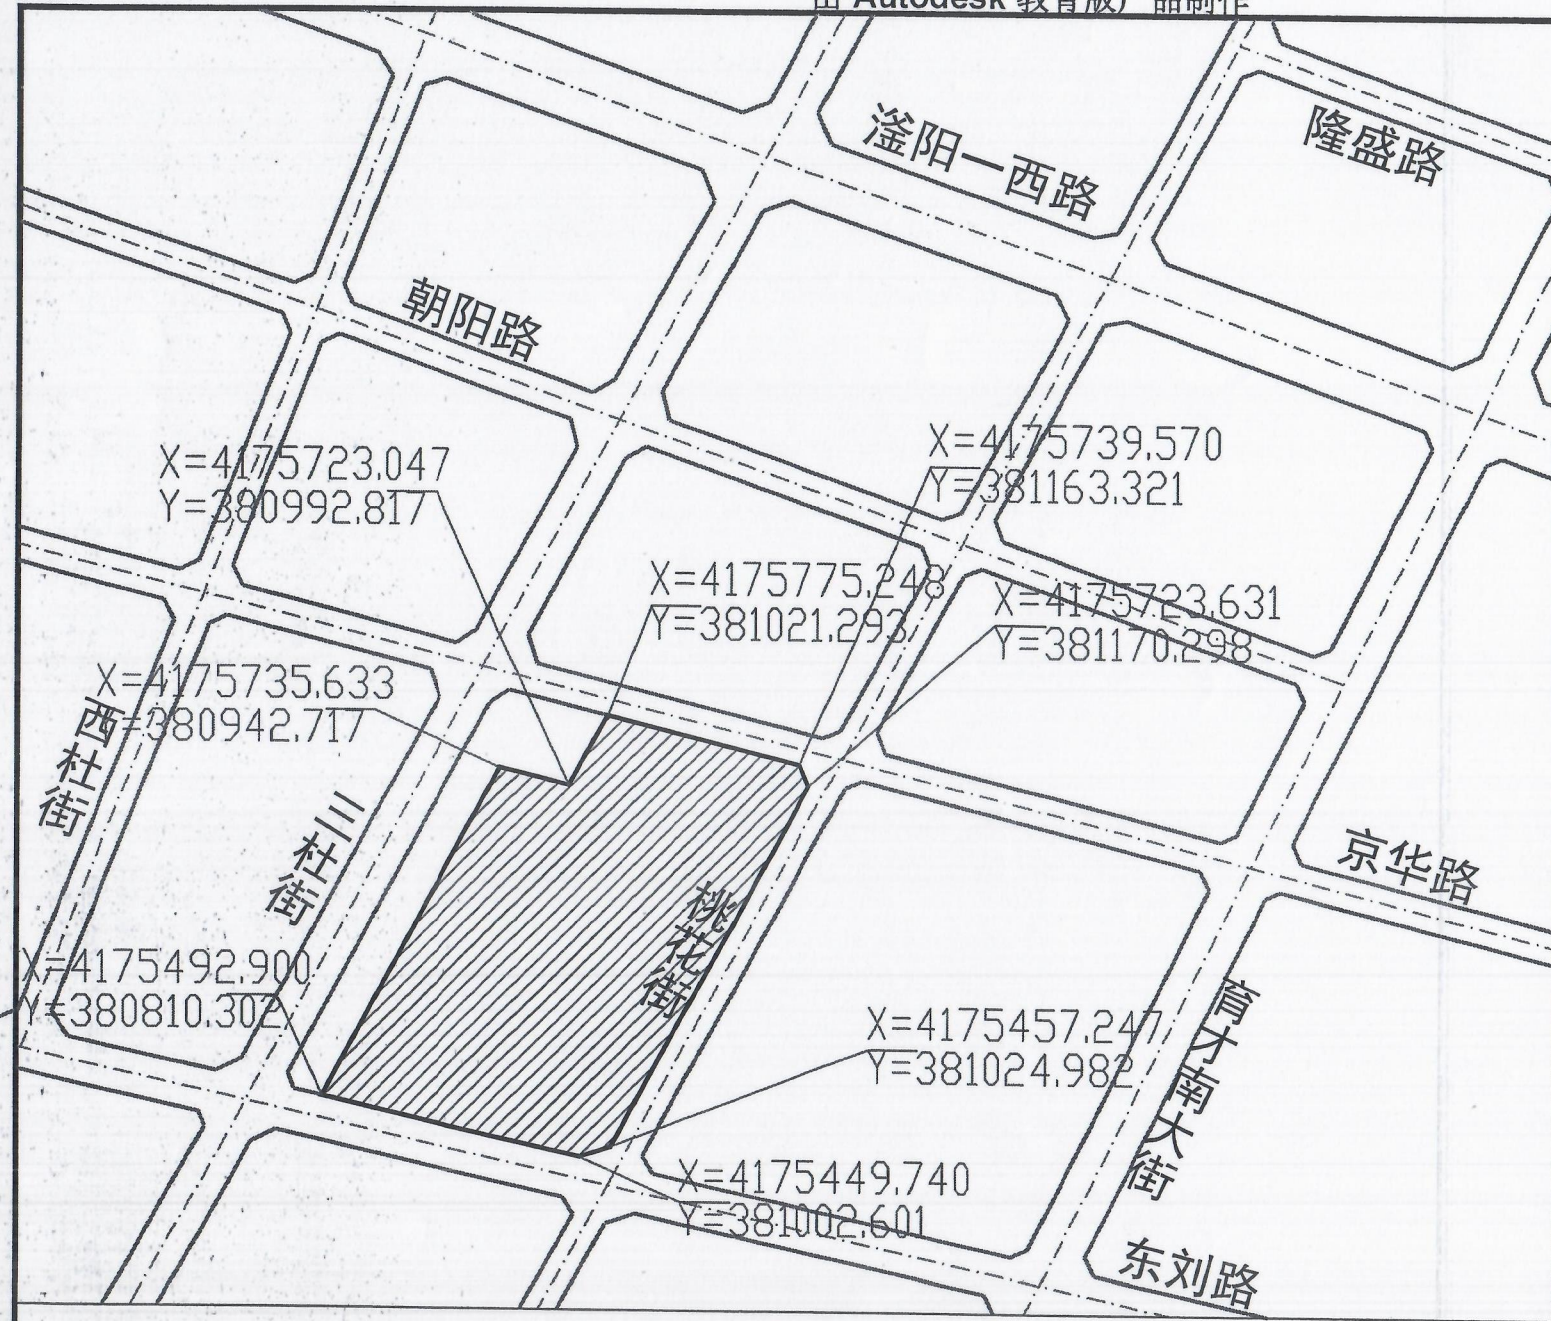 由 Autodesk 教育版产品制作
滏阳一西路
隆盛路
朝阳路
X=4175739.570
Y=381163.321
X=4175723.047
Y=380992.817
X=4175775.248
Y=381021.293
X=4175723.631
Y=381170.298
X=4175735.633
Y=380942.717
西杜街
三杜街
京华路
桃花街
X=4175492.900
Y=380810.302
育才南大街
X=4175457.247
Y=381024.982
X=4175449.740
Y=381002.601
东刘路